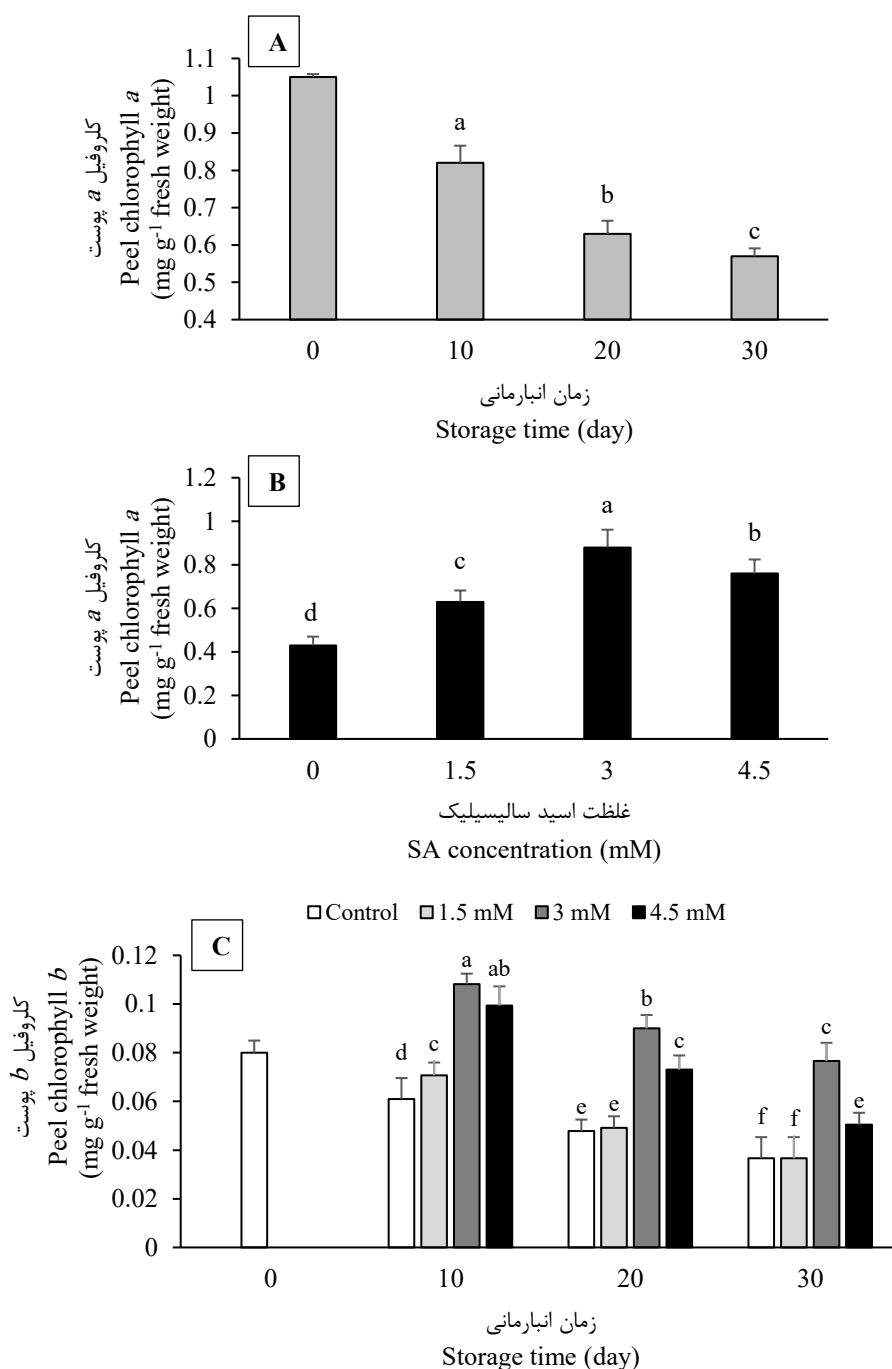 A
کلروفیل a پوست
Peel chlorophyll a
(mg g⁻¹ fresh weight)
1.1
1
0.9
0.8
0.7
0.6
0.5
0.4
a
b
c
0 10 20 30
زمان انبارمانی
Storage time (day)
B
کلروفیل a پوست
Peel chlorophyll a
(mg g⁻¹ fresh weight)
1.2
1
0.8
0.6
0.4
0.2
0
d
c
a
b
0 1.5 3 4.5
غلظت اسید سالیسیلیک
SA concentration (mM)
Control 1.5 mM 3 mM 4.5 mM
C
کلروفیل b پوست
Peel chlorophyll b
(mg g⁻¹ fresh weight)
0.12
0.1
0.08
0.06
0.04
0.02
0
d c a ab
e e b c
f f c e
0 10 20 30
زمان انبارمانی
Storage time (day)